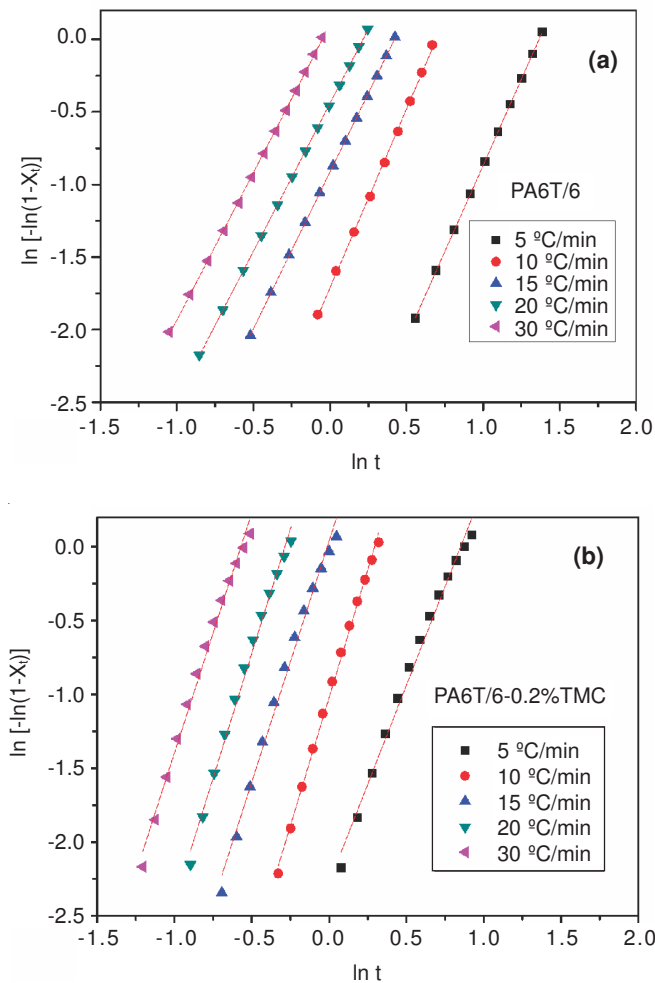 0.0
(a)
-0.5
-1.0
-1.5
-2.0
-2.5
ln [-ln(1-Xₜ)]
PA6T/6
5 ºC/min
10 ºC/min
15 ºC/min
20 ºC/min
30 ºC/min
-1.5 -1.0 -0.5 0.0 0.5 1.0 1.5 2.0
ln t
0.0
(b)
-0.5
-1.0
-1.5
-2.0
-2.5
ln [-ln(1-Xₜ)]
PA6T/6-0.2%TMC
5 ºC/min
10 ºC/min
15 ºC/min
20 ºC/min
30 ºC/min
-1.5 -1.0 -0.5 0.0 0.5 1.0 1.5 2.0
ln t